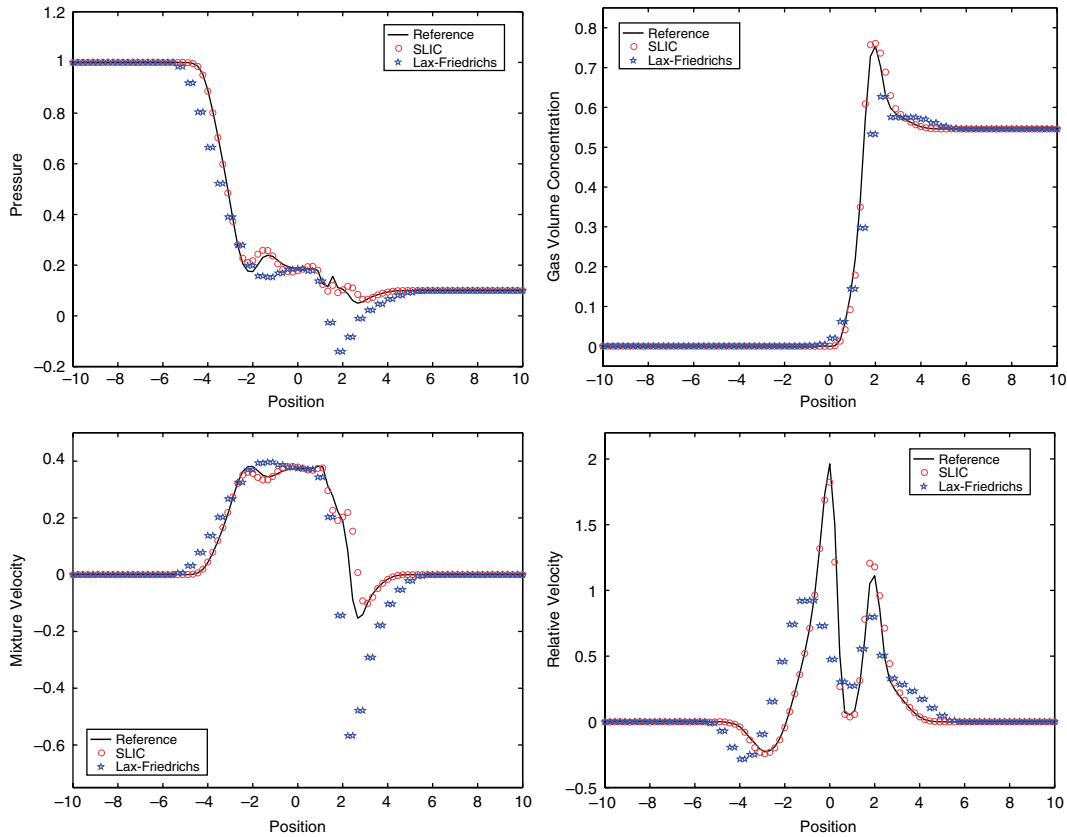 1.2
1
0.8
0.6
0.4
0.2
0
−0.2
−10 −8 −6 −4 −2 0 2 4 6 8 10
Position
Pressure
Reference
SLIC
Lax-Friedrichs
0.8
0.7
0.6
0.5
0.4
0.3
0.2
0.1
0
−10 −8 −6 −4 −2 0 2 4 6 8 10
Position
Gas Volume Concentration
Reference
SLIC
Lax-Friedrichs
0.4
0.2
0
−0.2
−0.4
−0.6
−10 −8 −6 −4 −2 0 2 4 6 8 10
Position
Mixture Velocity
Reference
SLIC
Lax-Friedrichs
2
1.5
1
0.5
0
−0.5
−10 −8 −6 −4 −2 0 2 4 6 8 10
Position
Relative Velocity
Reference
SLIC
Lax-Friedrichs